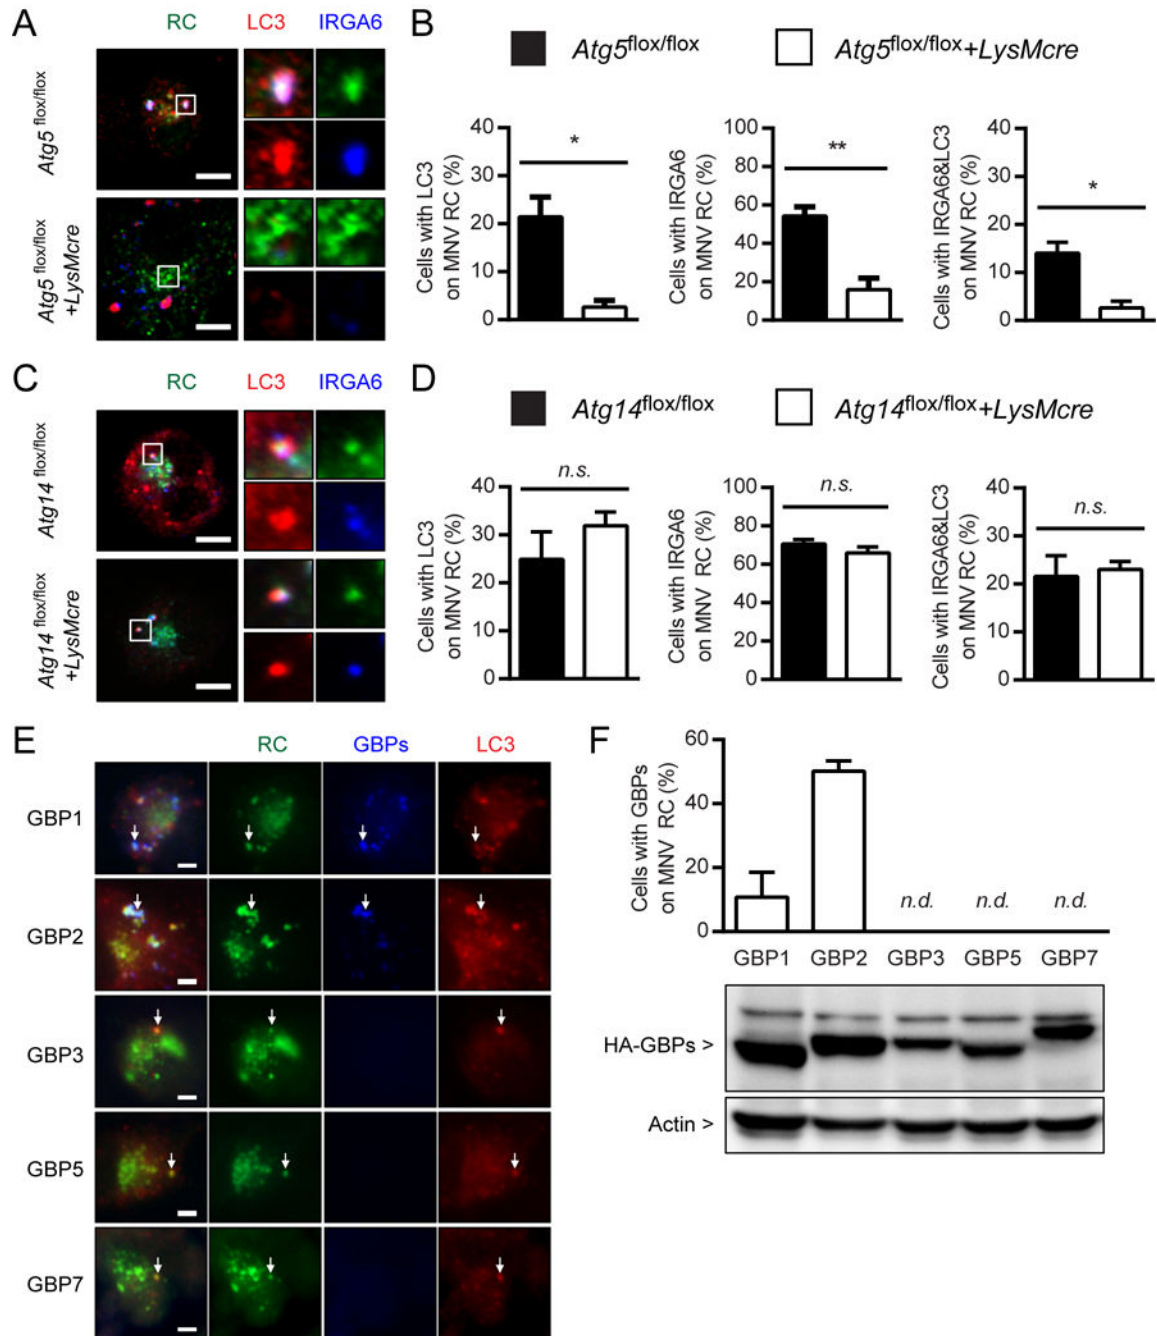 A
RC LC3 IRGA6
Atg5 flox/flox
Atg5 flox/flox
+LysMcre
B
Atg5flox/flox
Atg5flox/flox+LysMcre
Cells with LC3
on MNV RC (%)
40
30
20
10
0
*
Cells with IRGA6
on MNV RC (%)
100
80
60
40
20
0
**
Cells with IRGA6&LC3
on MNV RC (%)
40
30
20
10
0
*
C
RC LC3 IRGA6
Atg14 flox/flox
Atg14 flox/flox
+LysMcre
D
Atg14flox/flox
Atg14flox/flox+LysMcre
Cells with LC3
on MNV RC (%)
40
30
20
10
0
n.s.
Cells with IRGA6
on MNV RC (%)
100
80
60
40
20
0
n.s.
Cells with IRGA6&LC3
on MNV RC (%)
40
30
20
10
0
n.s.
E
RC GBPs LC3
GBP1
GBP2
GBP3
GBP5
GBP7
F
Cells with GBPs
on MNV RC (%)
60
40
20
0
n.d. n.d. n.d.
GBP1 GBP2 GBP3 GBP5 GBP7
HA-GBPs >
Actin >